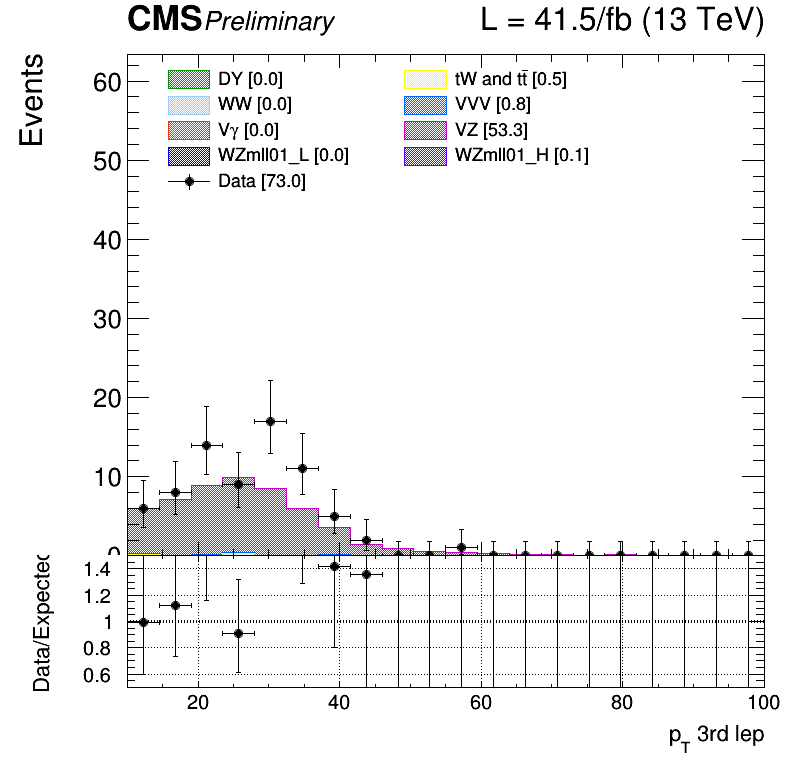 CMS Preliminary L = 41.5/fb (13 TeV)
Events
60
50
40
30
20
10
0
DY [0.0]
WW [0.0]
Vγ [0.0]
WZmll01_L [0.0]
Data [73.0]
tW and tt̄ [0.5]
VVV [0.8]
VZ [53.3]
WZmll01_H [0.1]
Data/Expected
1.4
1.2
1
0.8
0.6
20 40 60 80 100
p_T 3rd lep